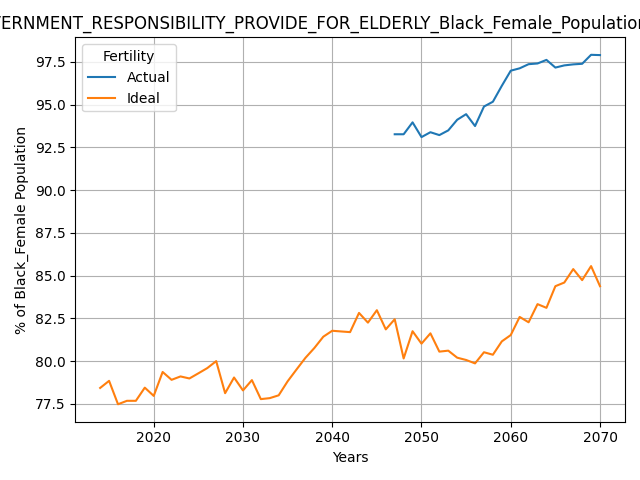 VERNMENT_RESPONSIBILITY_PROVIDE_FOR_ELDERLY_Black_Female_Population
Fertility
Actual
Ideal
% of Black_Female Population
97.5
95.0
92.5
90.0
87.5
85.0
82.5
80.0
77.5
2020 2030 2040 2050 2060 2070
Years